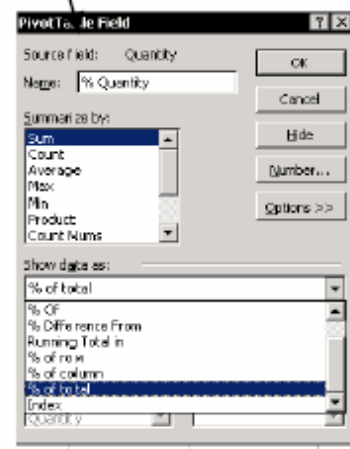 PivotTable Field
Source field: Quantity
OK
Name: % Quantity
Cancel
Summarize by:
Hide
Sum
Count
Average
Number...
Max
Min
Options >>
Product
Count Nums
Show data as:
% of total
% Of
% Difference From
Running Total in
% of row
% of column
% of total
Index
Quantity